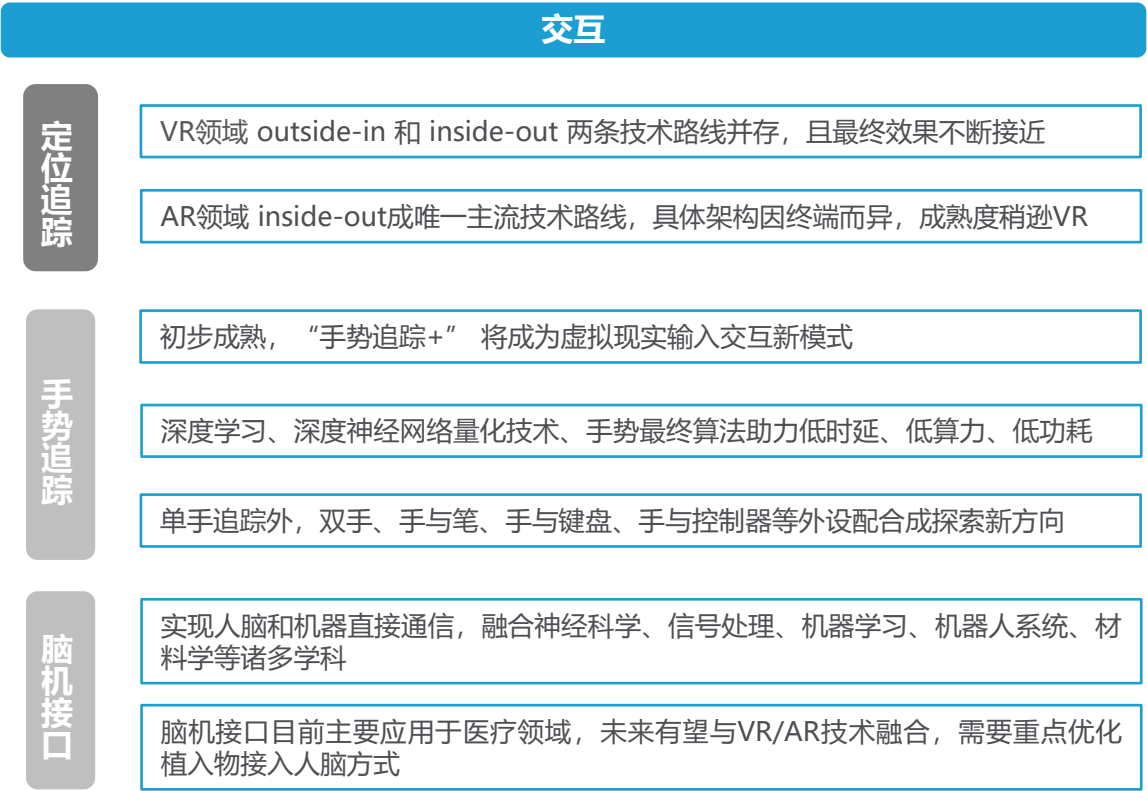 交互
定位追踪
VR领域 outside-in 和 inside-out 两条技术路线并存，且最终效果不断接近
AR领域 inside-out成唯一主流技术路线，具体架构因终端而异，成熟度稍逊VR
手势追踪
初步成熟，“手势追踪+” 将成为虚拟现实输入交互新模式
深度学习、深度神经网络量化技术、手势最终算法助力低时延、低算力、低功耗
单手追踪外，双手、手与笔、手与键盘、手与控制器等外设配合成探索新方向
脑机接口
实现人脑和机器直接通信，融合神经科学、信号处理、机器学习、机器人系统、材
料学等诸多学科
脑机接口目前主要应用于医疗领域，未来有望与VR/AR技术融合，需要重点优化
植入物接入人脑方式